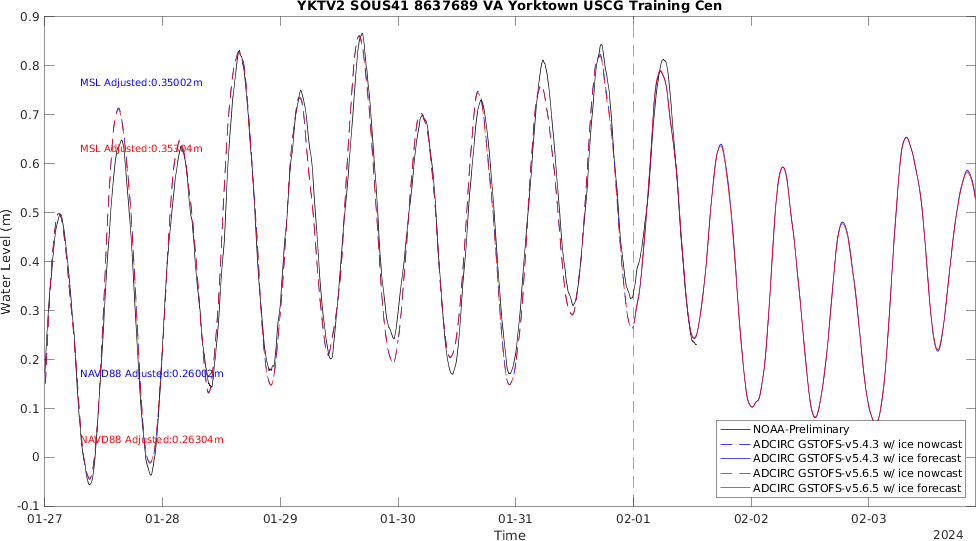 YKTV2 SOUS41 8637689 VA Yorktown USCG Training Cen
0.9
0.8
0.7
0.6
0.5
0.4
0.3
0.2
0.1
0
-0.1
Water Level (m)
MSL Adjusted:0.35002m
MSL Adjusted:0.35304m
NAVD88 Adjusted:0.26002m
NAVD88 Adjusted:0.26304m
NOAA-Preliminary
ADCIRC GSTOFS-v5.4.3 w/ ice nowcast
ADCIRC GSTOFS-v5.4.3 w/ ice forecast
ADCIRC GSTOFS-v5.6.5 w/ ice nowcast
ADCIRC GSTOFS-v5.6.5 w/ ice forecast
01-27 01-28 01-29 01-30 01-31 02-01 02-02 02-03
Time
2024